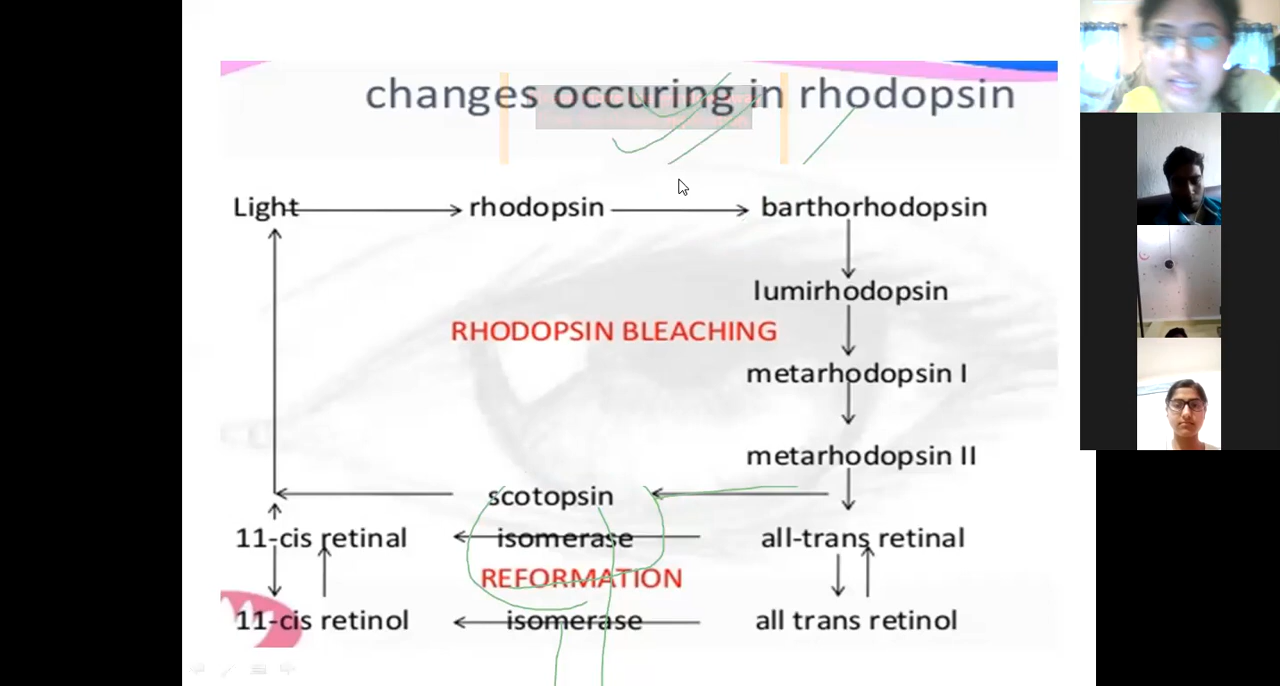 changes occuring in rhodopsin
Light rhodopsin barthorhodopsin
lumirhodopsin
RHODOPSIN BLEACHING
metarhodopsin I
metarhodopsin II
scotopsin
11-cis retinal isomerase all-trans retinal
REFORMATION
11-cis retinol isomerase all trans retinol